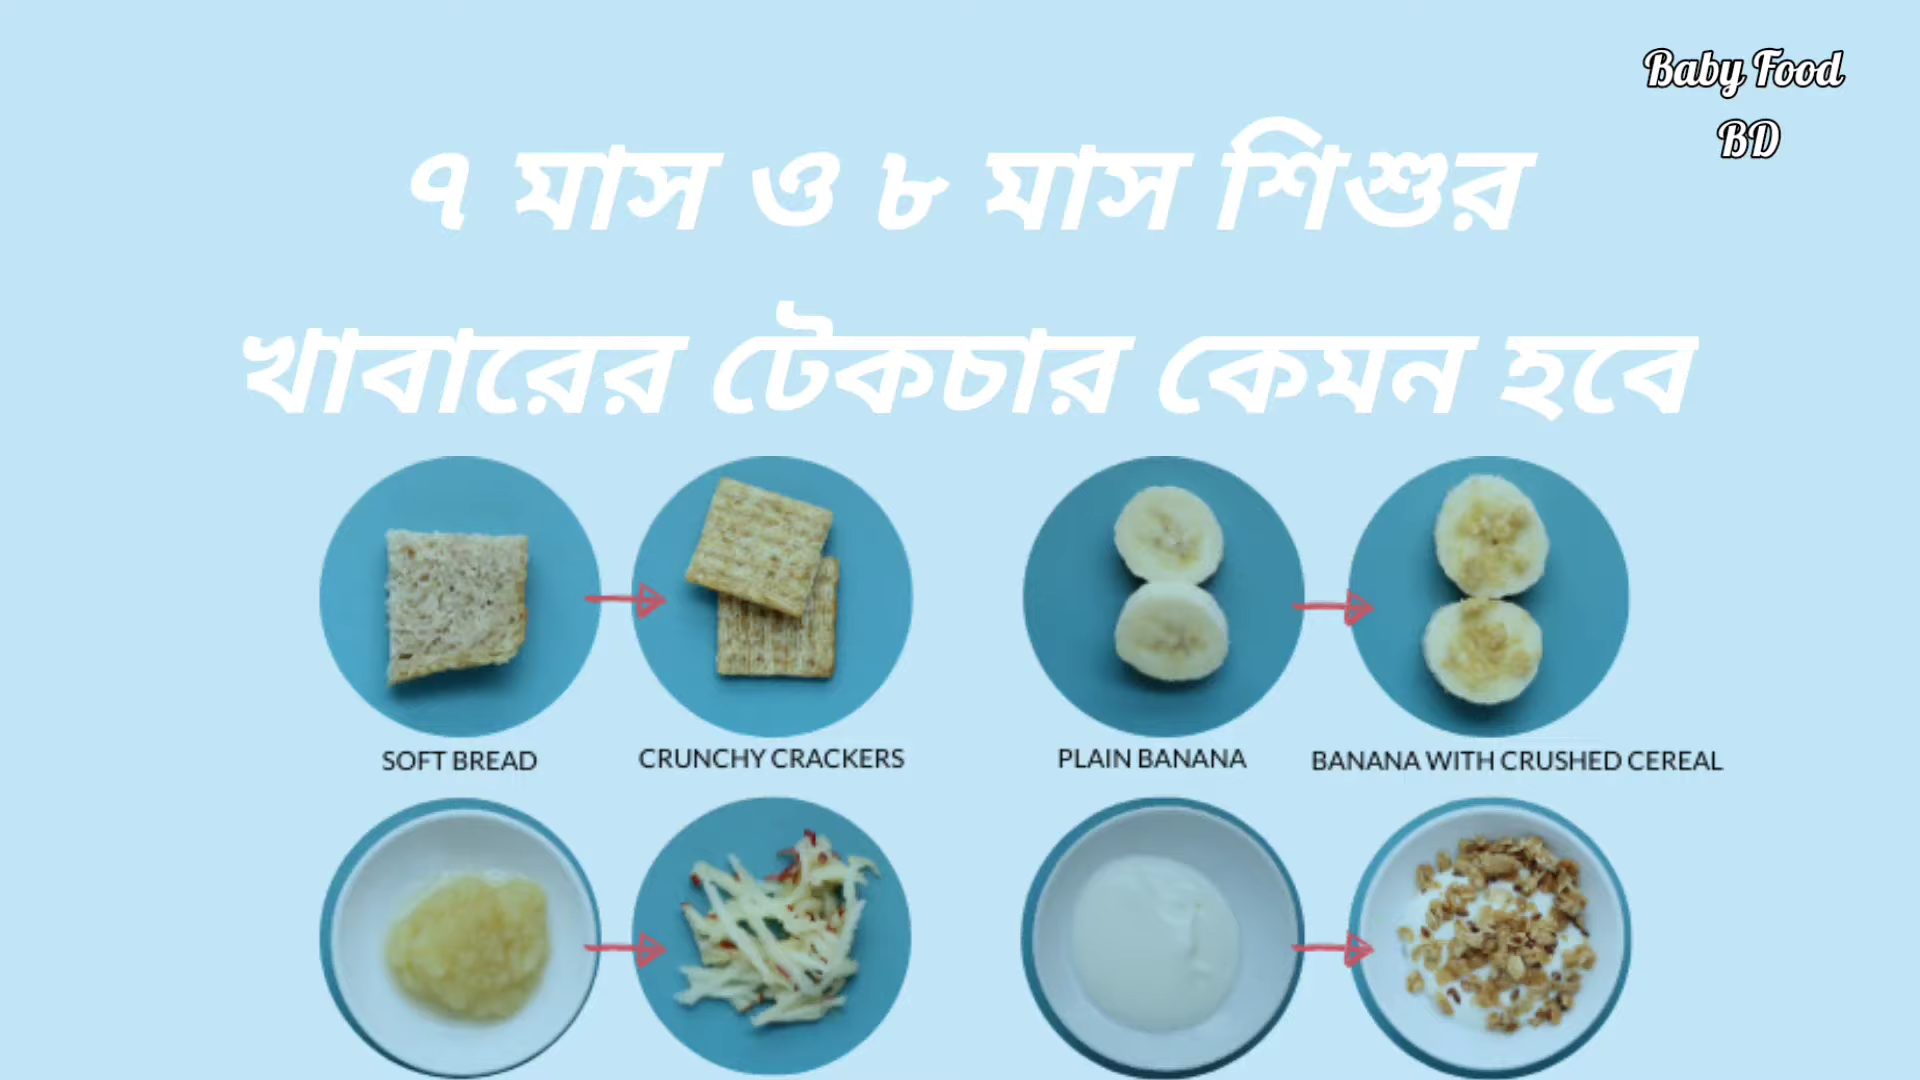 Baby Food
BD
৭ মাস ও ৮ মাস শিশুর
খাবারের টেকচার কেমন হবে
SOFT BREAD
CRUNCHY CRACKERS
PLAIN BANANA
BANANA WITH CRUSHED CEREAL